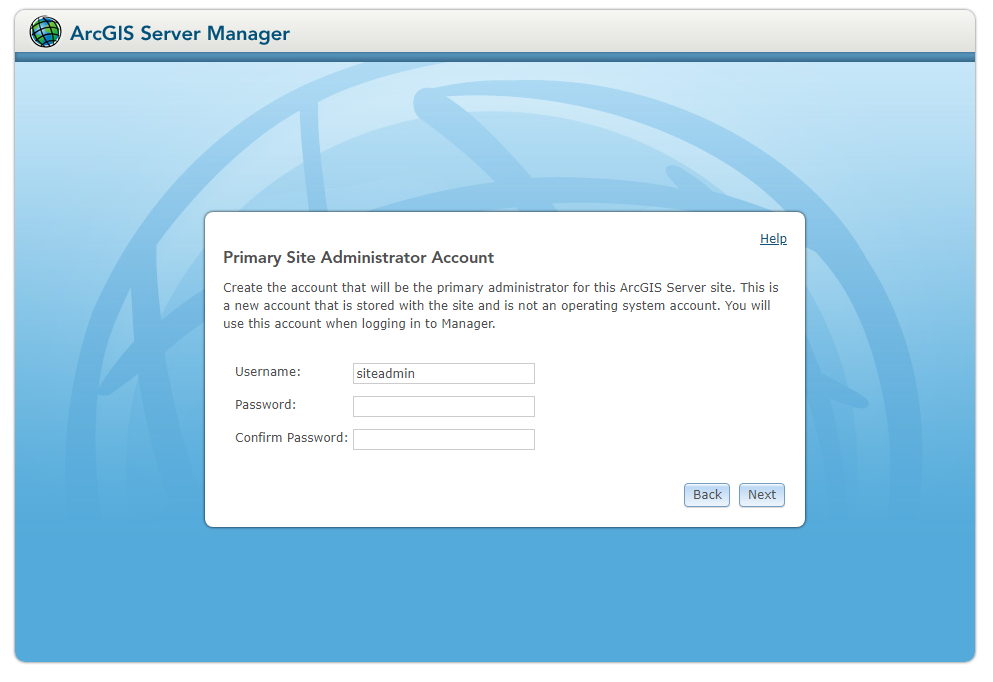 ArcGIS Server Manager
Help
Primary Site Administrator Account
Create the account that will be the primary administrator for this ArcGIS Server site. This is
a new account that is stored with the site and is not an operating system account. You will
use this account when logging in to Manager.
Username: siteadmin
Password:
Confirm Password:
Back Next